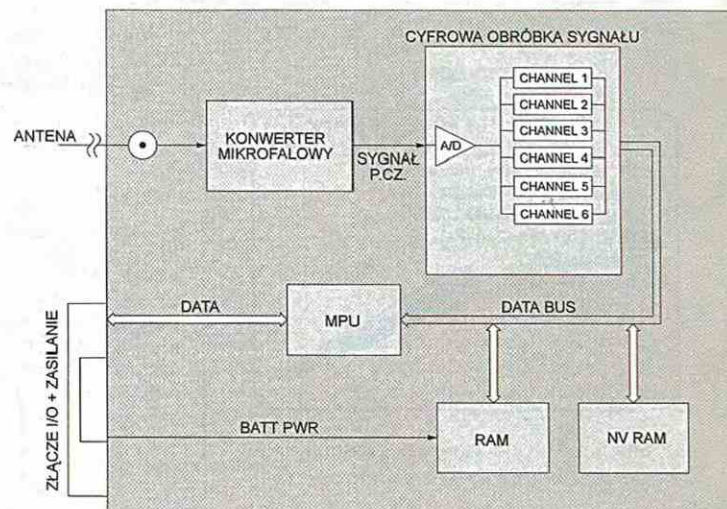 CYFROWA OBRÓBKA SYGNAŁU
ANTENA
KONWERTER
MIKROFALOWY
SYGNAŁ
P.CZ.
A/D
CHANNEL 1
CHANNEL 2
CHANNEL 3
CHANNEL 4
CHANNEL 5
CHANNEL 6
ZŁĄCZE I/O + ZASILANIE
DATA
MPU
DATA BUS
BATT PWR
RAM
NV RAM